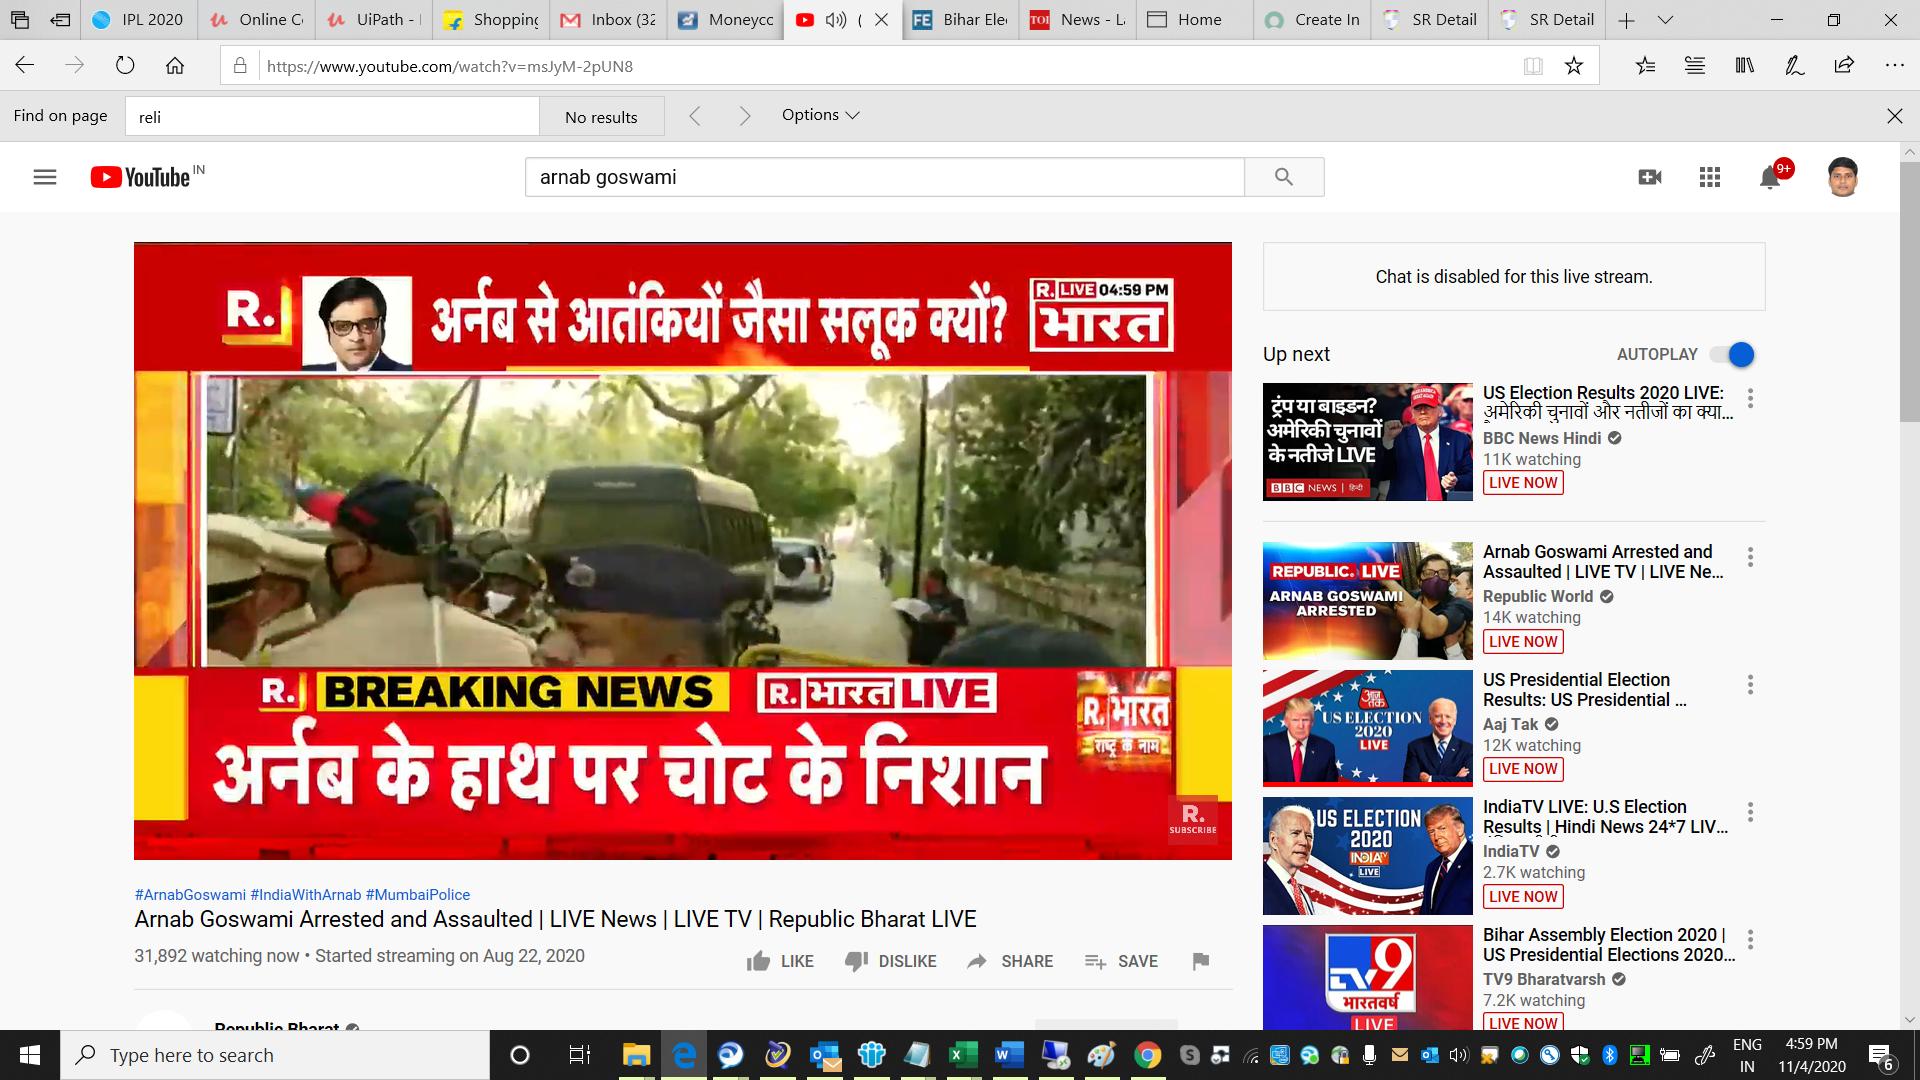 IPL 2020
Online Co
UiPath -
Shopping
Inbox (32
Moneycc
(
Bihar Elec
News - La
Home
Create In
SR Detail
SR Detail
https://www.youtube.com/watch?v=msJyM-2pUN8
Find on page
reli
No results
Options
YouTube IN
arnab goswami
9+
R.
अर्नब से आतंकियों जैसा सलूक क्यों?
R. LIVE 04:59 PM
भारत
R. BREAKING NEWS R. भारत LIVE
R. भारत
राष्ट्र के नाम
अर्नब के हाथ पर चोट के निशान
R.
SUBSCRIBE
#ArnabGoswami #IndiaWithArnab #MumbaiPolice
Arnab Goswami Arrested and Assaulted | LIVE News | LIVE TV | Republic Bharat LIVE
31,892 watching now • Started streaming on Aug 22, 2020
LIKE
DISLIKE
SHARE
SAVE
Republic Bharat
Chat is disabled for this live stream.
Up next
AUTOPLAY
ट्रंप या बाइडन?
अमेरिकी चुनावों
के नतीजे LIVE
BBC NEWS | हिन्दी
US Election Results 2020 LIVE:
अमेरिकी चुनावों और नतीजों का क्या...
BBC News Hindi
11K watching
LIVE NOW
REPUBLIC. LIVE
ARNAB GOSWAMI
ARRESTED
Arnab Goswami Arrested and
Assaulted | LIVE TV | LIVE Ne...
Republic World
14K watching
LIVE NOW
आज तक
US ELECTION
2020
LIVE
US Presidential Election
Results: US Presidential ...
Aaj Tak
12K watching
LIVE NOW
US ELECTION
2020
INDIA TV
LIVE
IndiaTV LIVE: U.S Election
Results | Hindi News 24*7 LIV...
IndiaTV
2.7K watching
LIVE NOW
TV9
भारतवर्ष
LIVE
Bihar Assembly Election 2020 |
US Presidential Elections 2020...
TV9 Bharatvarsh
7.2K watching
LIVE NOW
Type here to search
ENG
IN
4:59 PM
11/4/2020
6